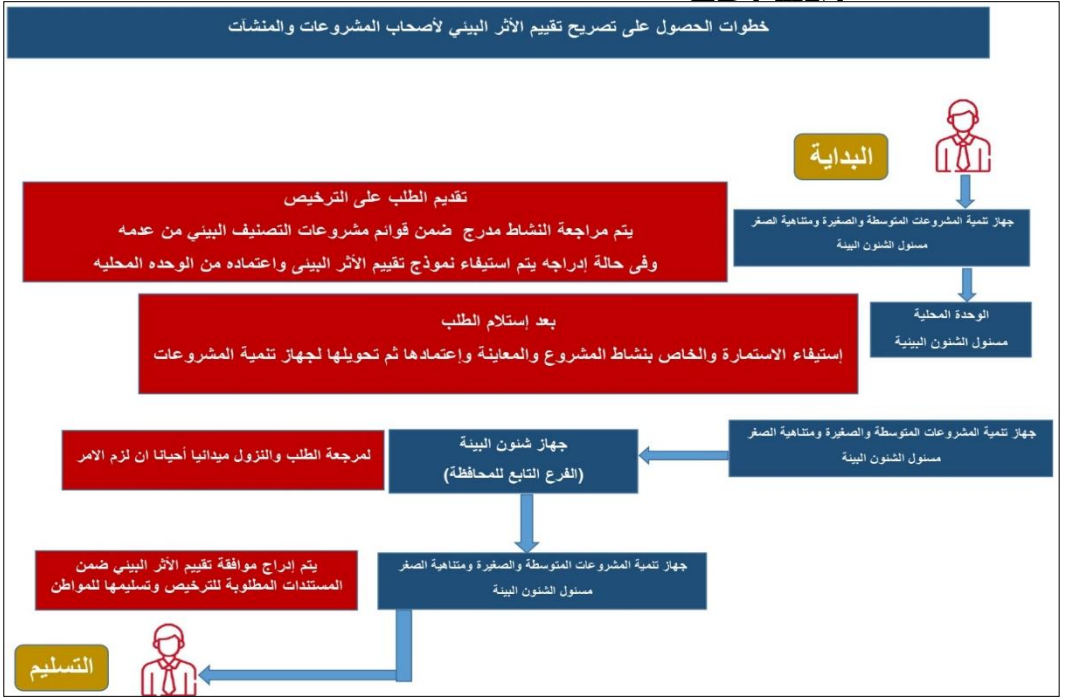 خطوات الحصول على تصريح تقييم الأثر البيئي لأصحاب المشروعات والمنشآت
البداية
جهاز تنمية المشروعات المتوسطة والصغيرة ومتناهية الصغر
مسئول الشئون البيئة
تقديم الطلب على الترخيص
يتم مراجعة النشاط مدرج ضمن قوائم مشروعات التصنيف البيئي من عدمه
وفى حالة إدراجه يتم استيفاء نموذج تقييم الأثر البيئى واعتماده من الوحده المحليه
الوحدة المحلية
مسئول الشئون البيئية
بعد إستلام الطلب
إستيفاء الاستمارة والخاص بنشاط المشروع والمعاينة وإعتمادها ثم تحويلها لجهاز تنمية المشروعات
جهاز تنمية المشروعات المتوسطة والصغيرة ومتناهية الصغر
مسئول الشئون البيئة
جهاز شئون البيئة
(الفرع التابع للمحافظة)
لمرجعة الطلب والنزول ميدانيا أحيانا ان لزم الامر
جهاز تنمية المشروعات المتوسطة والصغيرة ومتناهية الصغر
مسئول الشئون البيئة
يتم إدراج موافقة تقييم الأثر البيئي ضمن
المستندات المطلوبة للترخيص وتسليمها للمواطن
التسليم